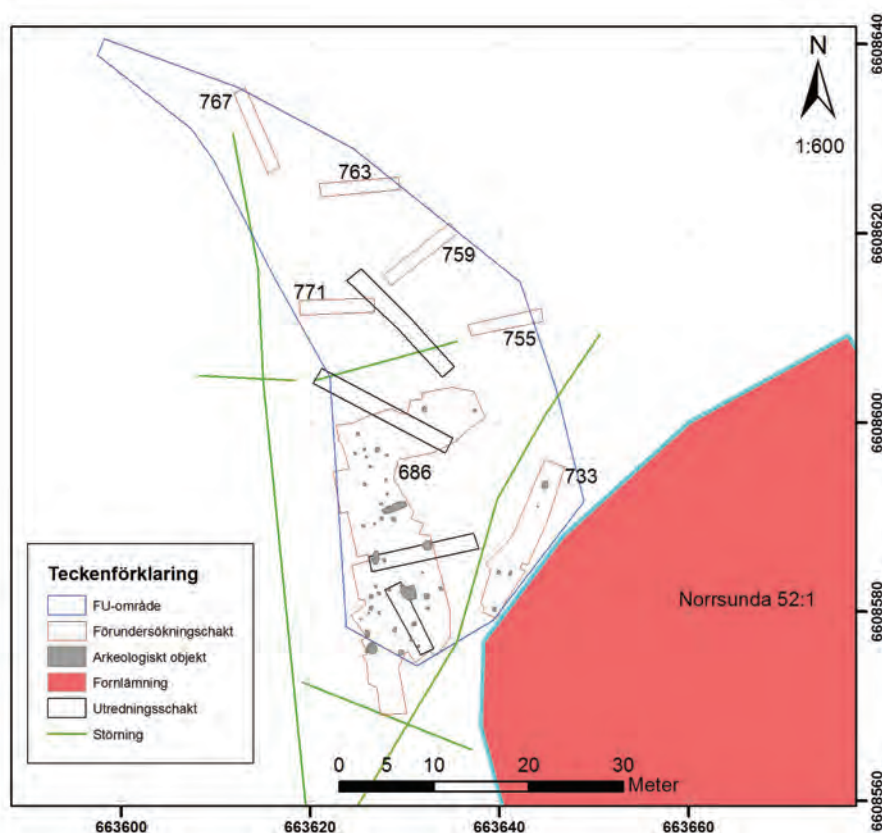 N
1:600
767
763
759
771
755
686
733
Norrsunda 52:1
Teckenförklaring
FU-område
Förundersökningschakt
Arkeologiskt objekt
Fornlämning
Utredningsschakt
Störning
0 5 10 20 30
Meter
663600 663620 663640 663660
6608640
6608620
6608600
6608580
6608560